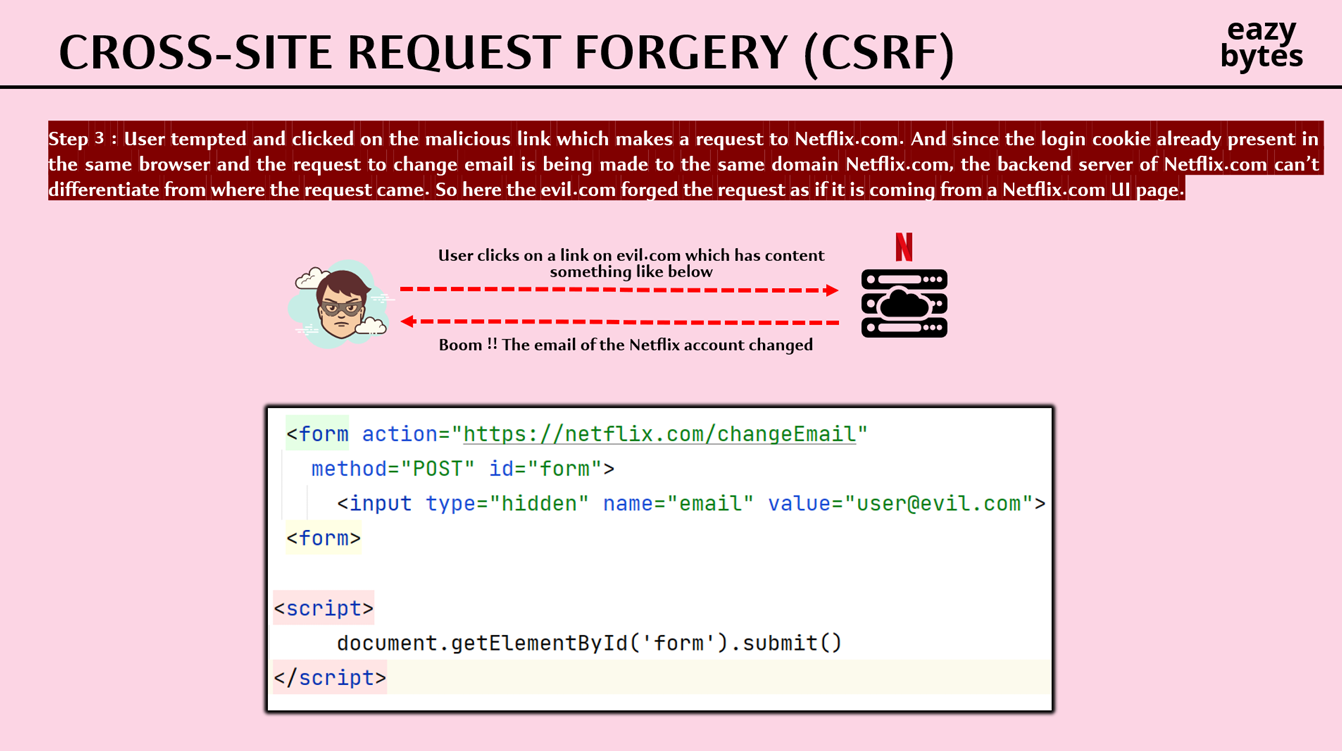 CROSS-SITE REQUEST FORGERY (CSRF)
eazy
bytes
Step 3 : User tempted and clicked on the malicious link which makes a request to Netflix.com. And since the login cookie already present in
the same browser and the request to change email is being made to the same domain Netflix.com, the backend server of Netflix.com can't
differentiate from where the request came. So here the evil.com forged the request as if it is coming from a Netflix.com UI page.
N
User clicks on a link on evil.com which has content
something like below
Boom !! The email of the Netflix account changed
<form action="https://netflix.com/changeEmail"
method="POST" id="form">
<input type="hidden" name="email" value="user@evil.com">
<form>
<script>
document.getElementById('form').submit()
</script>